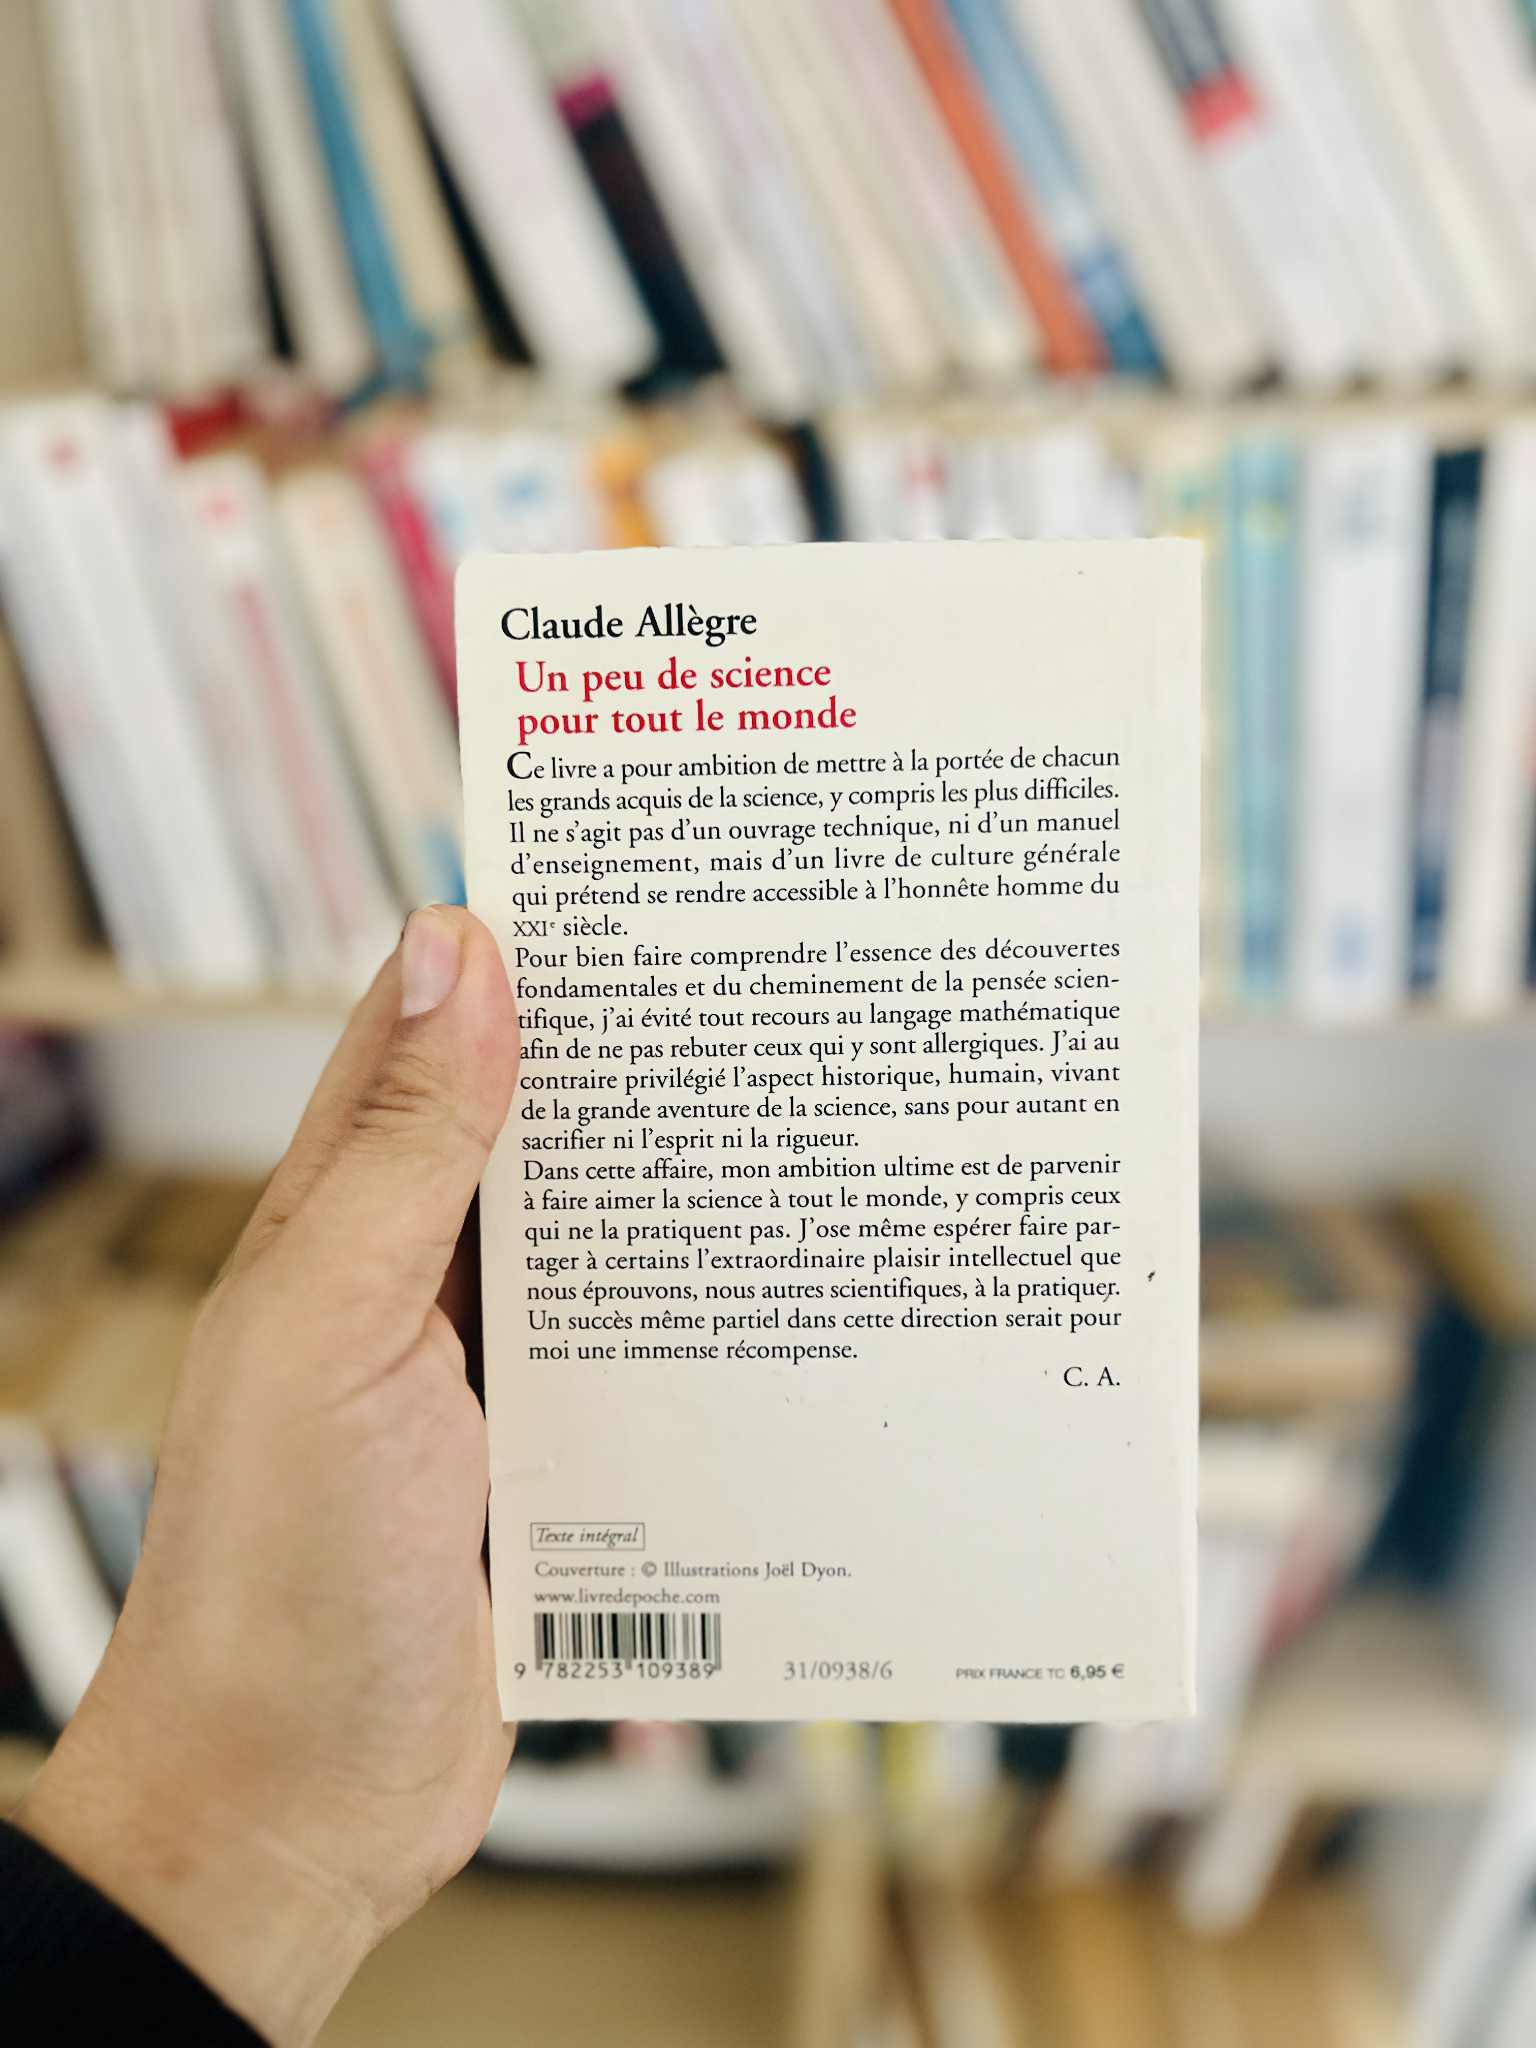 Claude Allègre
Un peu de science
pour tout le monde
Ce livre a pour ambition de mettre à la portée de chacun
les grands acquis de la science, y compris les plus difficiles.
Il ne s'agit pas d'un ouvrage technique, ni d'un manuel
d'enseignement, mais d'un livre de culture générale
qui prétend se rendre accessible à l'honnête homme du
XXIe siècle.
Pour bien faire comprendre l'essence des découvertes
fondamentales et du cheminement de la pensée scien-
tifique, j'ai évité tout recours au langage mathématique
afin de ne pas rebuter ceux qui y sont allergiques. J'ai au
contraire privilégié l'aspect historique, humain, vivant
de la grande aventure de la science, sans pour autant en
sacrifier ni l'esprit ni la rigueur.
Dans cette affaire, mon ambition ultime est de parvenir
à faire aimer la science à tout le monde, y compris ceux
qui ne la pratiquent pas. J'ose même espérer faire par-
tager à certains l'extraordinaire plaisir intellectuel que
nous éprouvons, nous autres scientifiques, à la pratiquer.
Un succès même partiel dans cette direction serait pour
moi une immense récompense.
C. A.
Texte intégral
Couverture : © Illustrations Joël Dyon.
www.livredepoche.com
9 782253 109389 31/0938/6 PRIX FRANCE TC 6,95 €